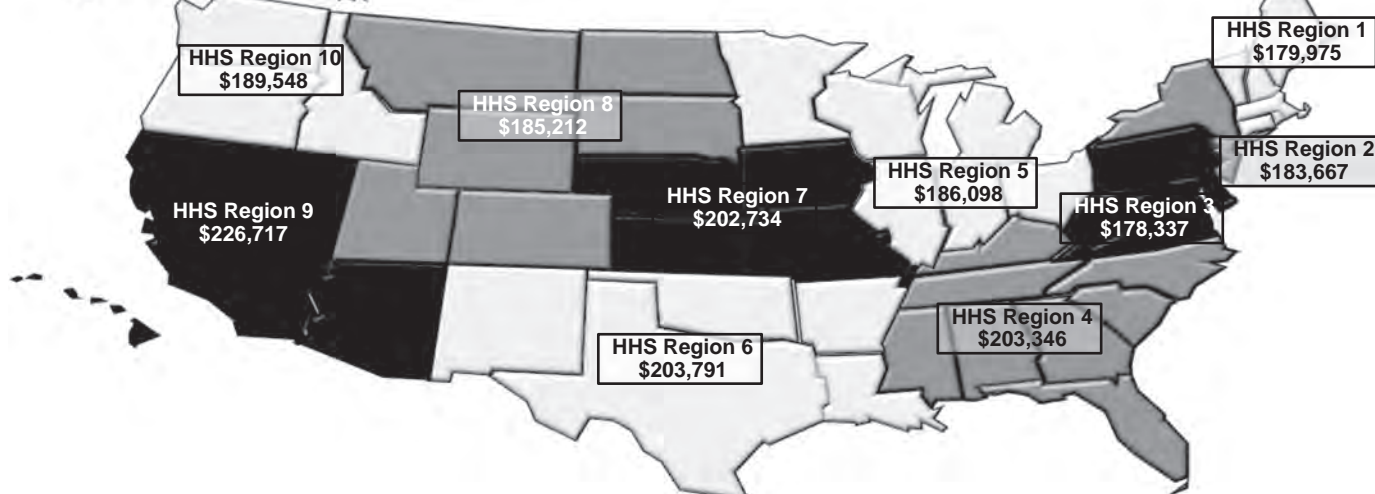 HHS Region 1
$179,975
HHS Region 10
$189,548
HHS Region 8
$185,212
HHS Region 2
$183,667
HHS Region 5
$186,098
HHS Region 7
$202,734
HHS Region 3
$178,337
HHS Region 9
$226,717
HHS Region 4
$203,346
HHS Region 6
$203,791